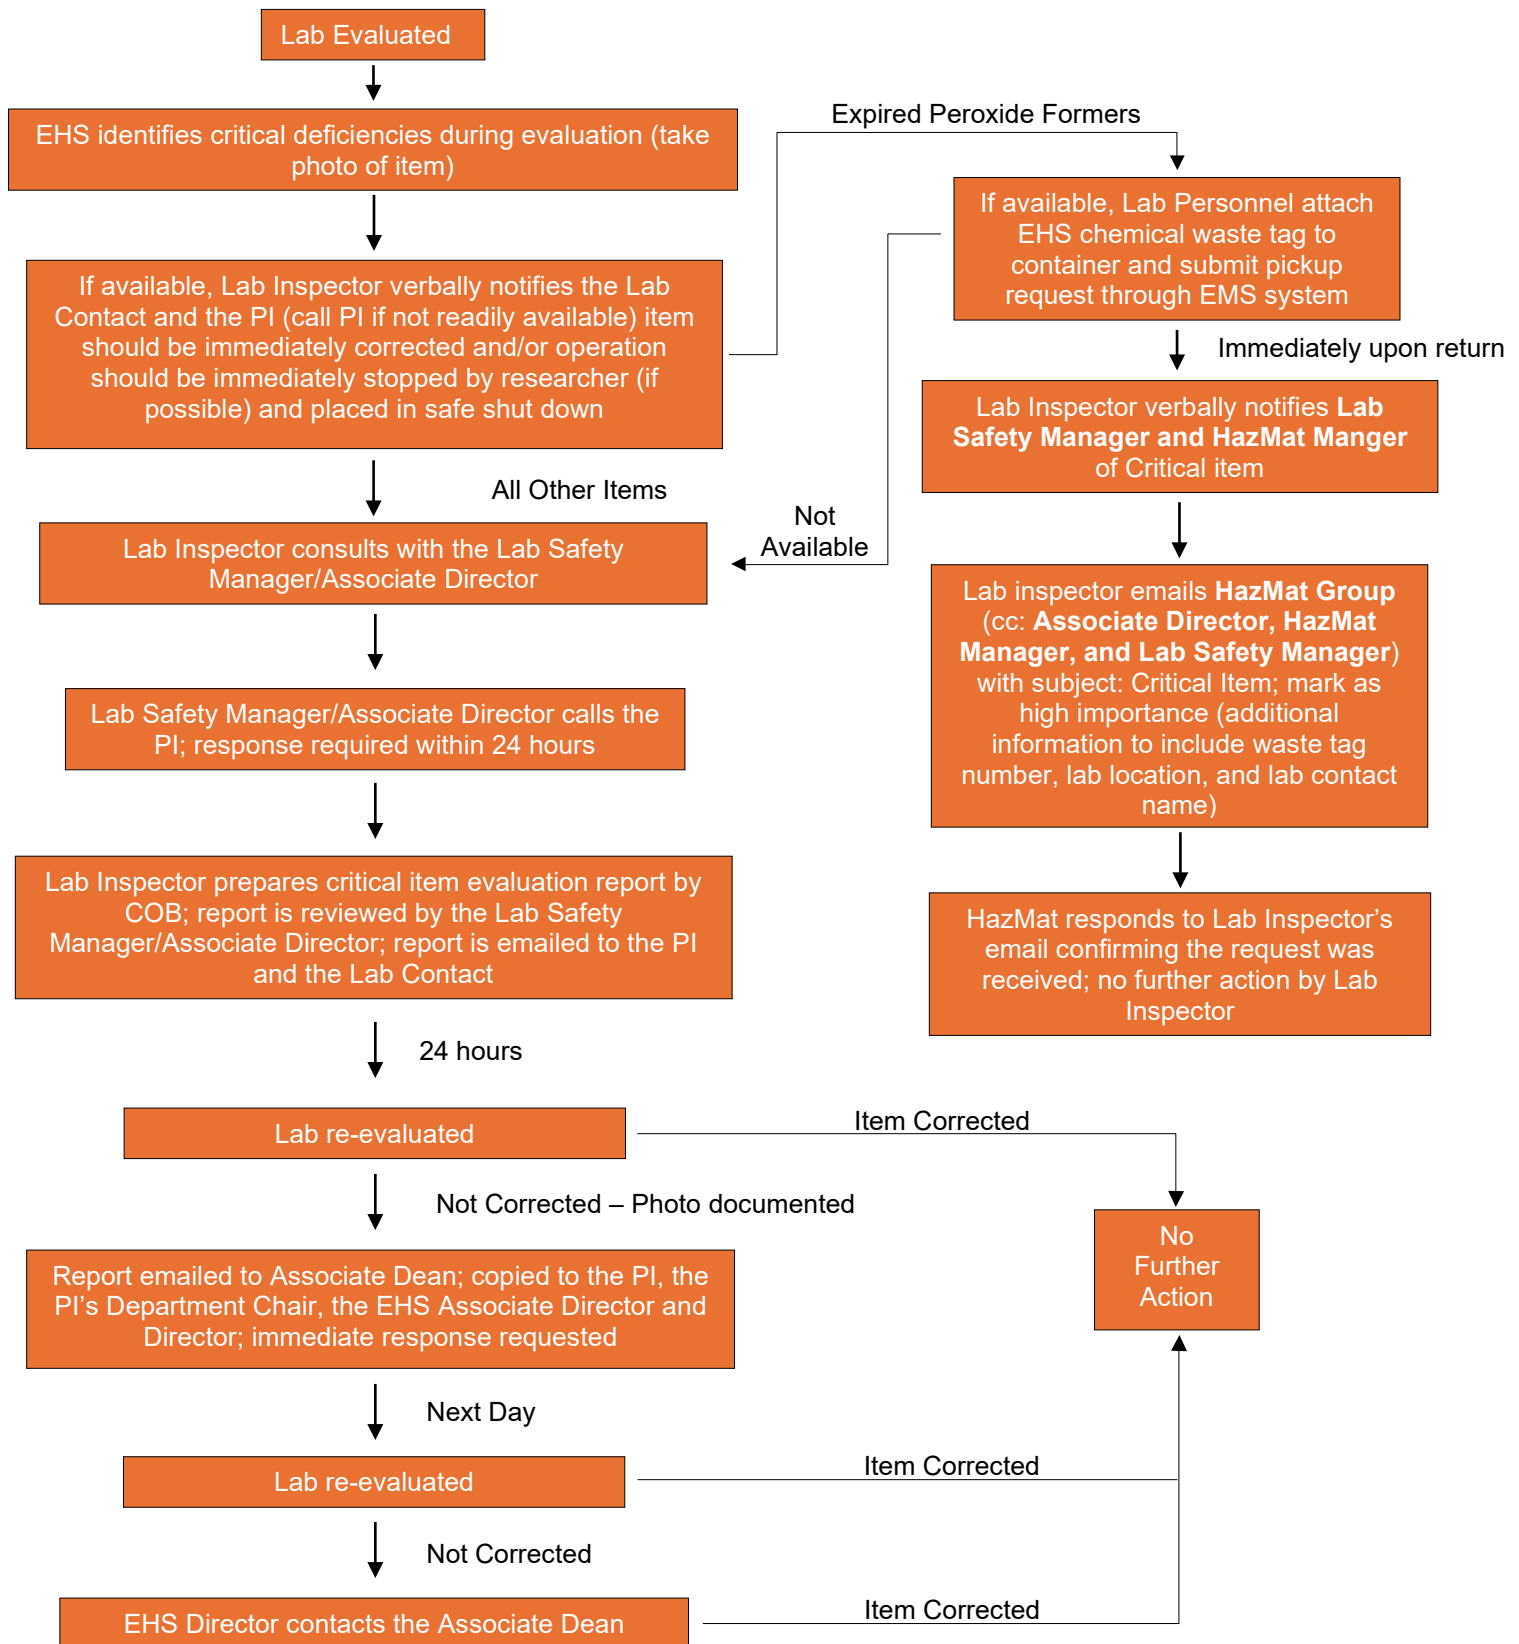 Lab Evaluated
EHS identifies critical deficiencies during evaluation (take
photo of item)
Expired Peroxide Formers
If available, Lab Inspector verbally notifies the Lab
Contact and the PI (call PI if not readily available) item
should be immediately corrected and/or operation
should be immediately stopped by researcher (if
possible) and placed in safe shut down
If available, Lab Personnel attach
EHS chemical waste tag to
container and submit pickup
request through EMS system
Immediately upon return
Lab Inspector verbally notifies Lab
Safety Manager and HazMat Manger
of Critical item
All Other Items
Not
Available
Lab Inspector consults with the Lab Safety
Manager/Associate Director
Lab inspector emails HazMat Group
(cc: Associate Director, HazMat
Manager, and Lab Safety Manager)
with subject: Critical Item; mark as
high importance (additional
information to include waste tag
number, lab location, and lab contact
name)
Lab Safety Manager/Associate Director calls the
PI; response required within 24 hours
Lab Inspector prepares critical item evaluation report by
COB; report is reviewed by the Lab Safety
Manager/Associate Director; report is emailed to the PI
and the Lab Contact
HazMat responds to Lab Inspector’s
email confirming the request was
received; no further action by Lab
Inspector
24 hours
Lab re-evaluated
Item Corrected
Not Corrected – Photo documented
No
Further
Action
Report emailed to Associate Dean; copied to the PI, the
PI’s Department Chair, the EHS Associate Director and
Director; immediate response requested
Next Day
Lab re-evaluated
Item Corrected
Not Corrected
EHS Director contacts the Associate Dean
Item Corrected